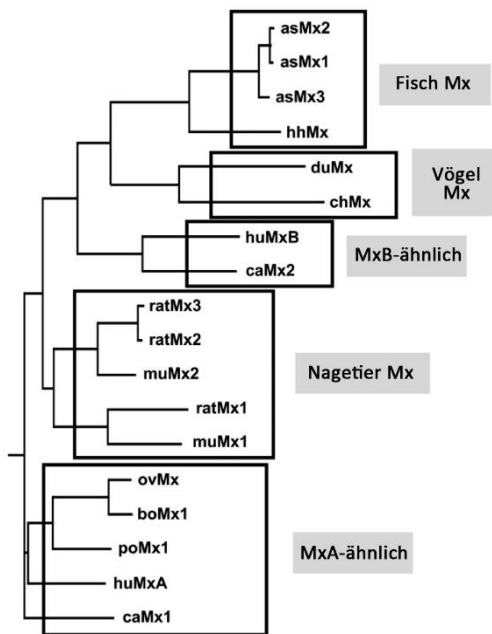 asMx2
asMx1
asMx3
hhMx
Fisch Mx
duMx
chMx
Vögel
Mx
huMxB
caMx2
MxB-ähnlich
ratMx3
ratMx2
muMx2
ratMx1
muMx1
Nagetier Mx
ovMx
boMx1
poMx1
huMxA
caMx1
MxA-ähnlich